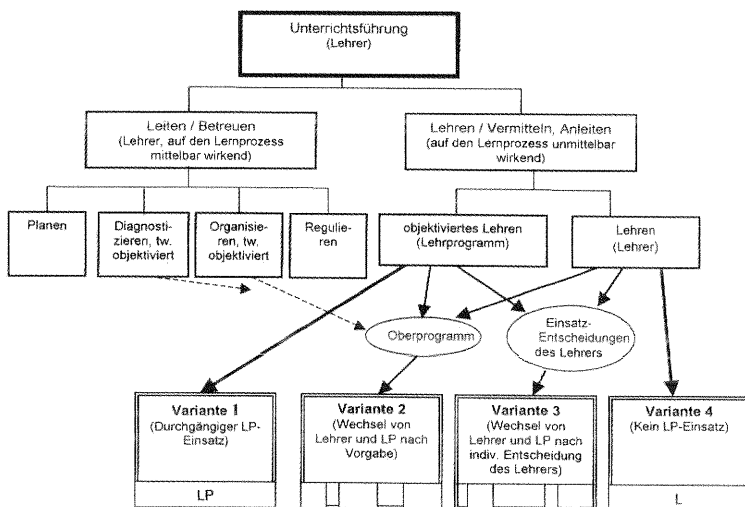 Unterrichtsführung
(Lehrer)
Leiten / Betreuen
(Lehrer, auf den Lernprozess
mittelbar wirkend)
Lehren / Vermitteln, Anleiten
(auf den Lernprozess unmittelbar
wirkend)
Planen
Diagnosti-
zieren, tw.
objektiviert
Organisie-
ren, tw.
objektiviert
Regulie-
ren
objektiviertes Lehren
(Lehrprogramm)
Lehren
(Lehrer)
Oberprogramm
Einsatz-
Entscheidungen
des Lehrers
Variante 1
(Durchgängiger LP-
Einsatz)
LP
Variante 2
(Wechsel von
Lehrer und LP nach
Vorgabe)
Variante 3
(Wechsel von
Lehrer und LP nach
indiv. Entscheidung
des Lehrers)
Variante 4
(Kein LP-Einsatz)
L